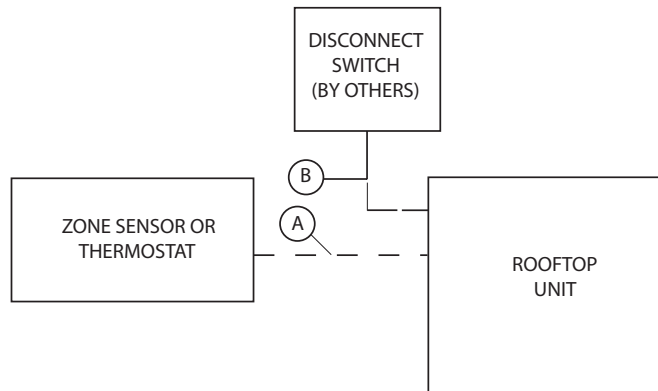 DISCONNECT
SWITCH
(BY OTHERS)
B
A
ZONE SENSOR OR
THERMOSTAT
ROOFTOP
UNIT